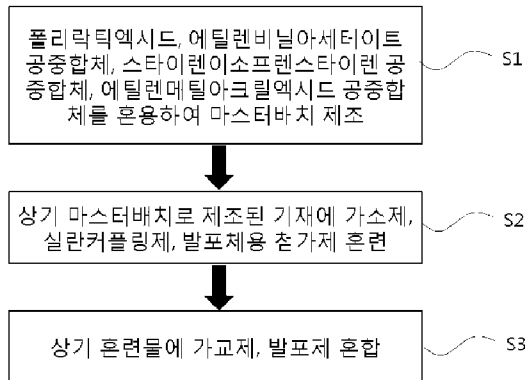 폴리락틱엑시드, 에틸렌비닐아세테이트
공중합체, 스타이렌이소프렌스타이렌 공
중합체, 에틸렌메틸아크릴엑시드 공중합
체를 혼용하여 마스터바치 제조
S1
상기 마스터배치로 제조된 기재에 가소제,
실란커플링제, 발포체용 첨가제 혼련
S2
상기 혼련물에 가교제, 발포제 혼합
S3